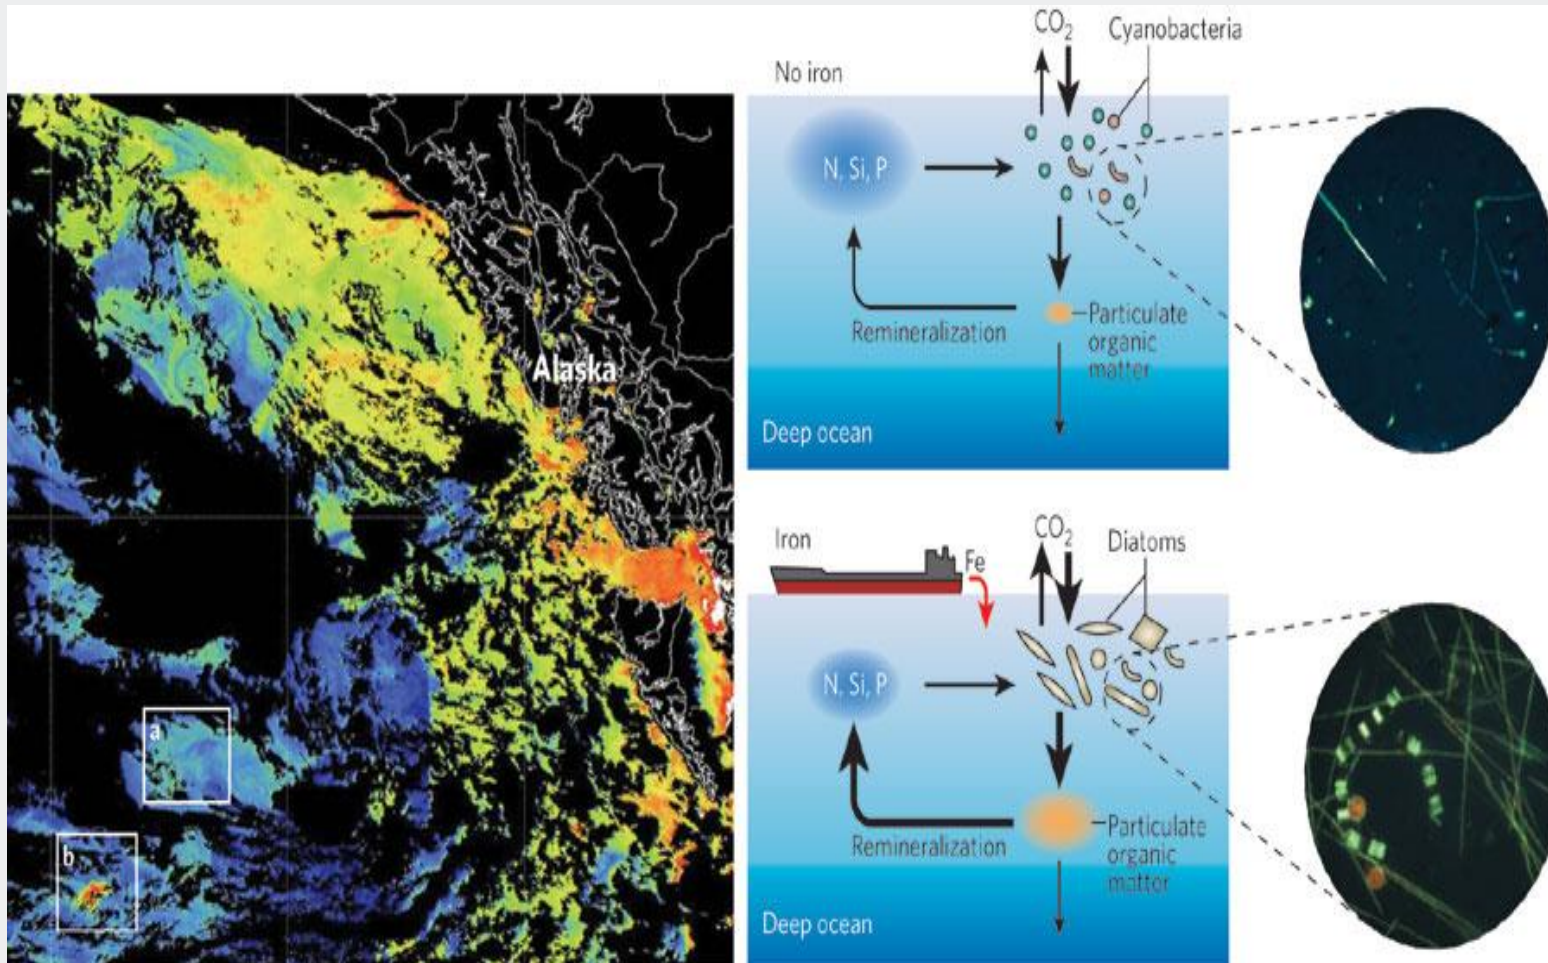 Alaska
a
b
CO2
Cyanobacteria
No iron
N, Si, P
Remineralization
Particulate
organic
matter
Deep ocean
CO2
Diatoms
Iron
Fe
N, Si, P
Remineralization
Particulate
organic
matter
Deep ocean